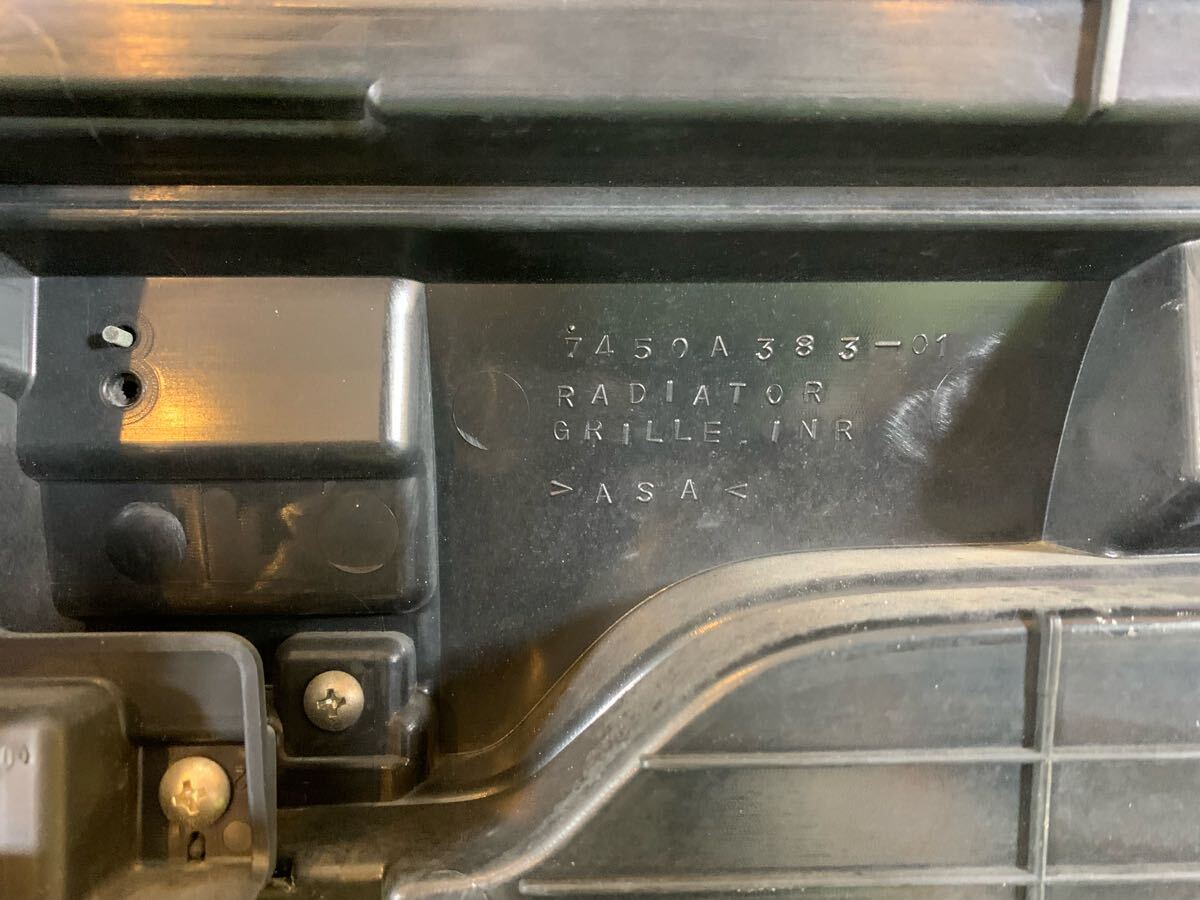 7450A383-01
RADIATOR
GRILLE,INR
>ASA<